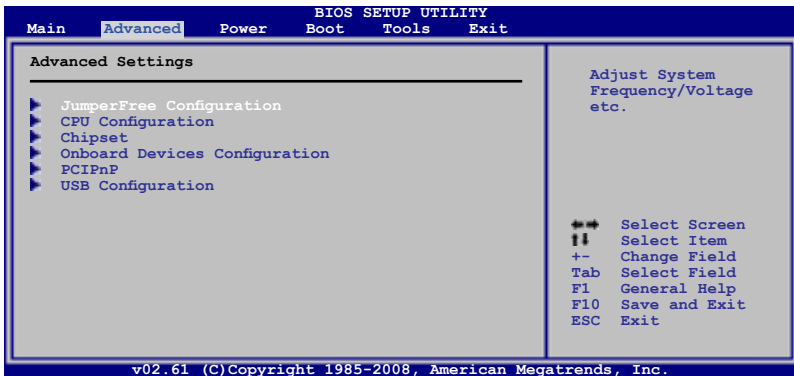 BIOS SETUP UTILITY
Main Advanced Power Boot Tools Exit
Advanced Settings
JumperFree Configuration
CPU Configuration
Chipset
Onboard Devices Configuration
PCIPnP
USB Configuration
Adjust System
Frequency/Voltage
etc.
Select Screen
Select Item
+- Change Field
Tab Select Field
F1 General Help
F10 Save and Exit
ESC Exit
v02.61 (C)Copyright 1985-2008, American Megatrends, Inc.